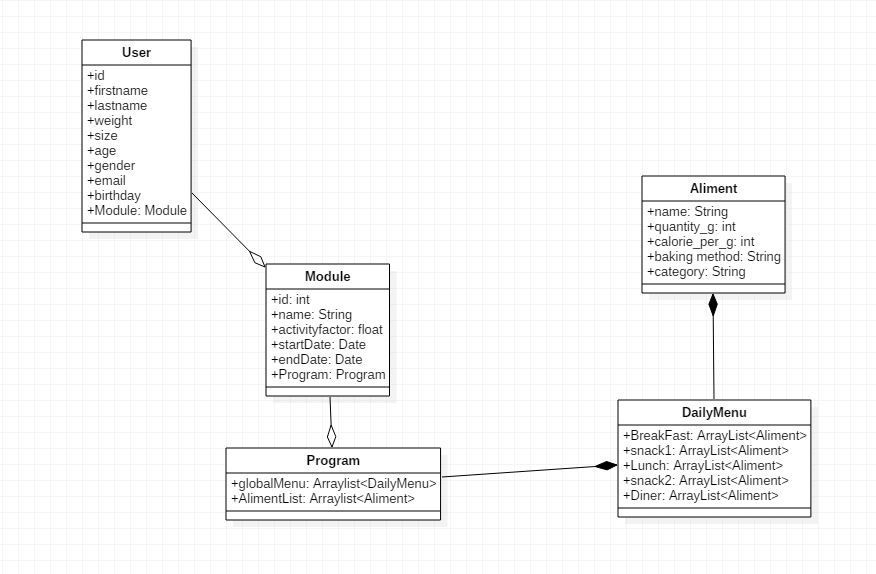 User
+id
+firstname
+lastname
+weight
+size
+age
+gender
+email
+birthday
+Module: Module
Module
+id: int
+name: String
+activityfactor: float
+startDate: Date
+endDate: Date
+Program: Program
Program
+globalMenu: Arraylist<DailyMenu>
+AlimentList: Arraylist<Aliment>
Aliment
+name: String
+quantity_g: int
+calorie_per_g: int
+baking method: String
+category: String
DailyMenu
+BreakFast: ArrayList<Aliment>
+snack1: ArrayList<Aliment>
+Lunch: ArrayList<Aliment>
+snack2: ArrayList<Aliment>
+Diner: ArrayList<Aliment>